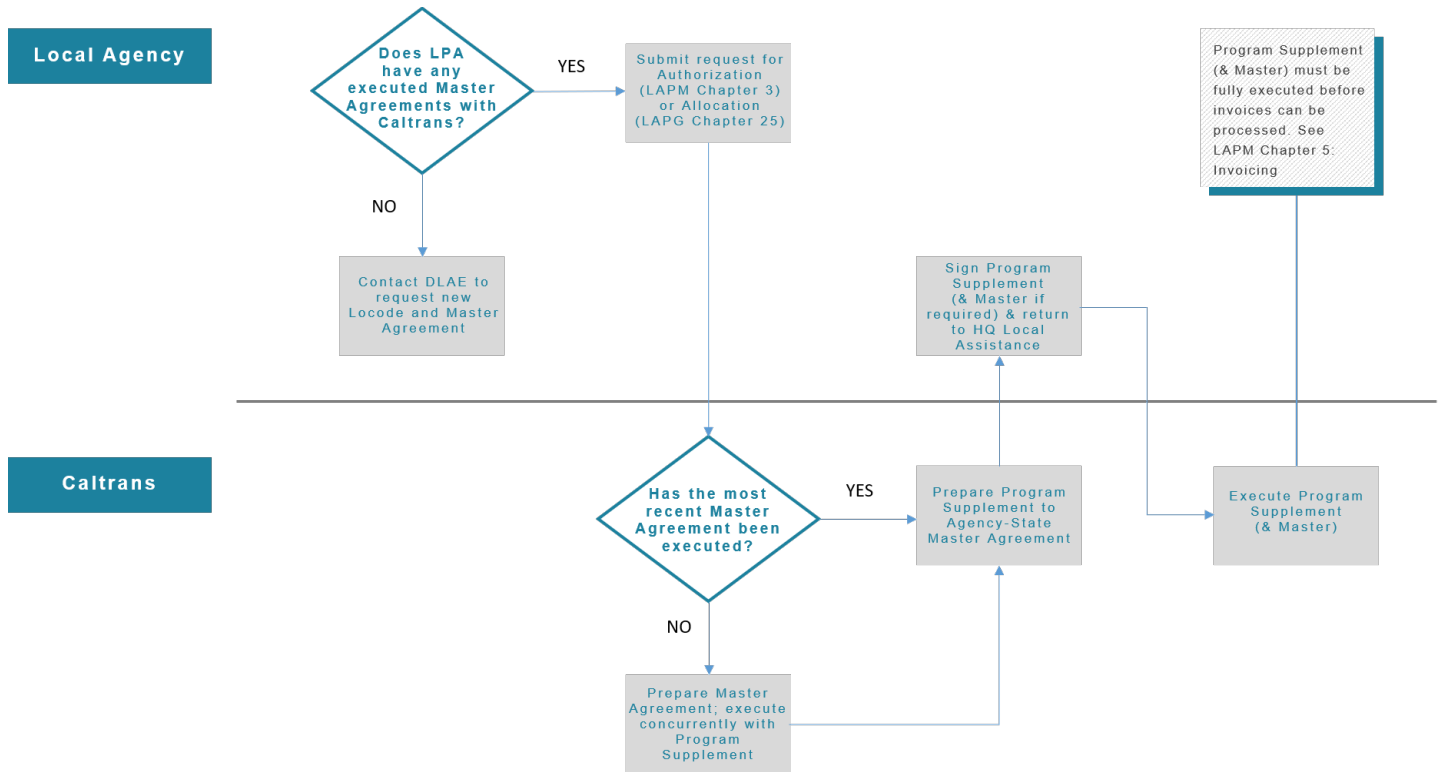 Local Agency
Does LPA
have any
executed Master
Agreements with
Caltrans?
YES
Submit request for
Authorization
(LAPM Chapter 3)
or Allocation
(LAPG Chapter 25)
Program Supplement
(& Master) must be
fully executed before
invoices can be
processed. See
LAPM Chapter 5:
Invoicing
NO
Contact DLAE to
request new
Locode and Master
Agreement
Sign Program
Supplement
(& Master if
required) & return
to HQ Local
Assistance
Caltrans
Has the most
recent Master
Agreement been
executed?
YES
Prepare Program
Supplement to
Agency-State
Master Agreement
Execute Program
Supplement
(& Master)
NO
Prepare Master
Agreement; execute
concurrently with
Program
Supplement